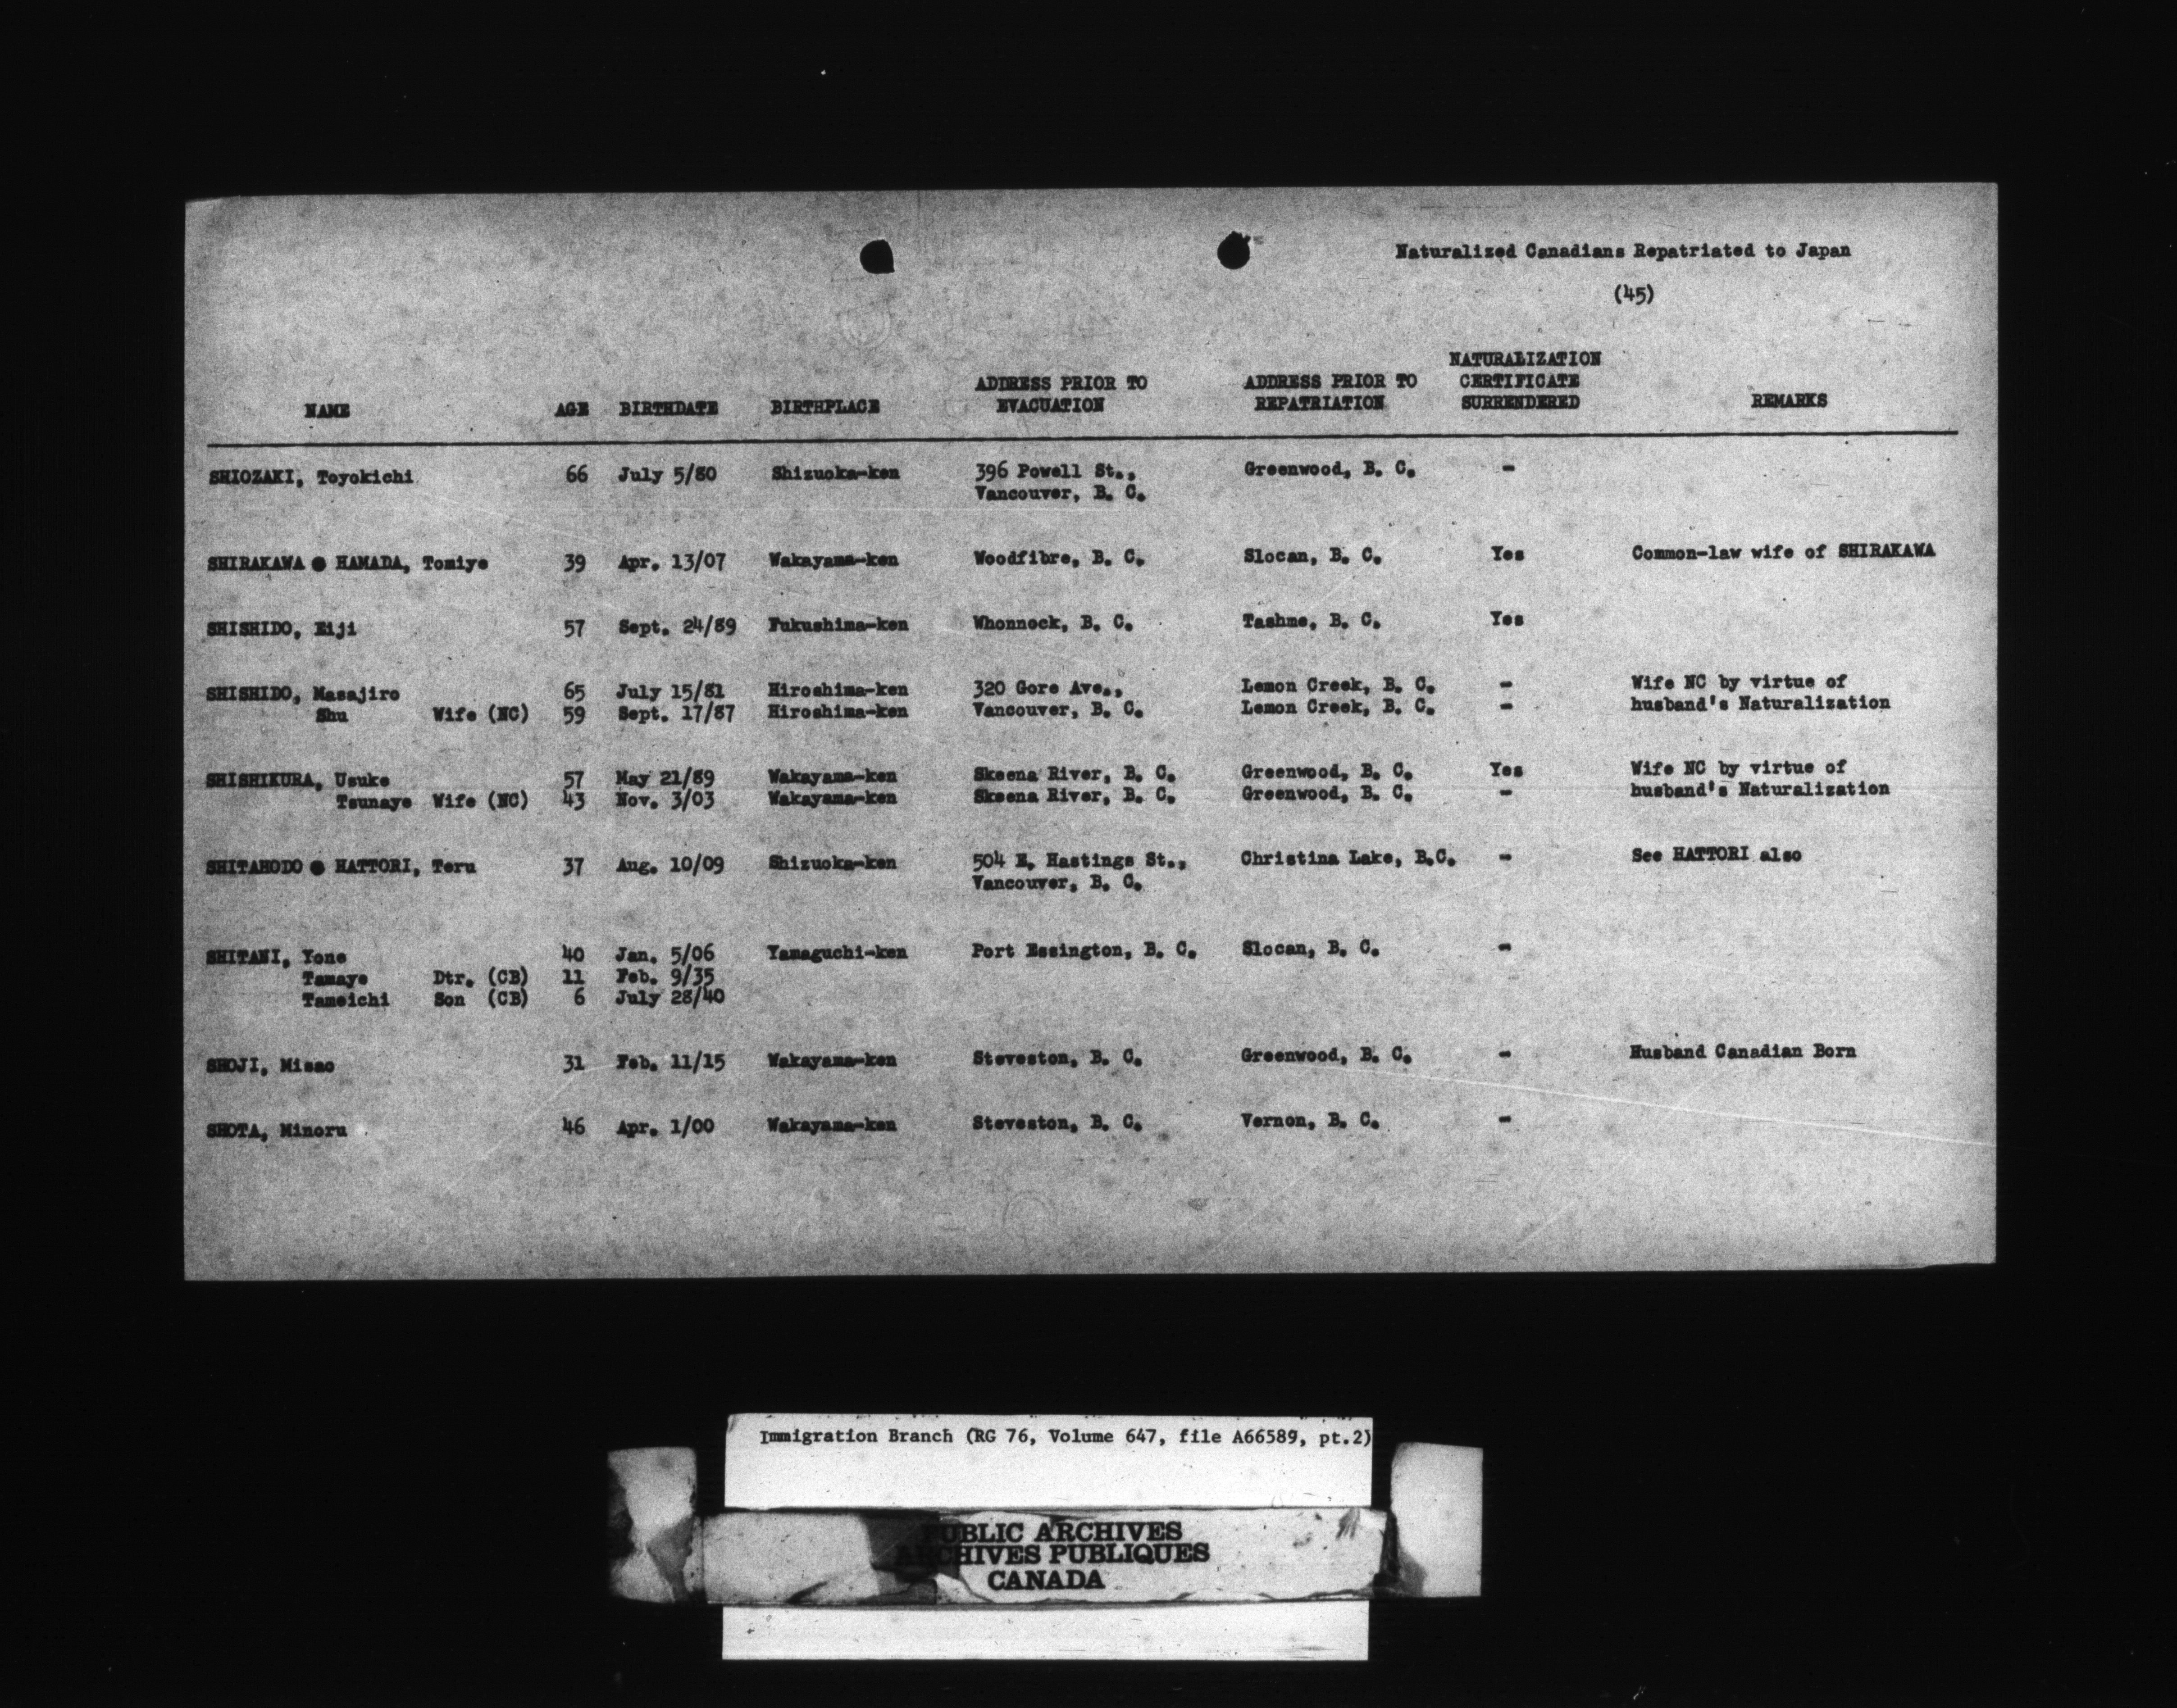 Naturalized Canadians Repatriated to Japan
(45)
NAME AGE BIRTHDATE BIRTHPLACE ADDRESS PRIOR TO EVACUATION ADDRESS PRIOR TO REPATRIATION NATURALIZATION CERTIFICATE SURRENDERED REMARKS
SHIOZAKI, Toyokichi 66 July 5/80 Shizuoka-ken 396 Powell St., Greenwood, B. C. -
Vancouver, B. C.
SHIRAKAWA @ HAMADA, Tomiye 39 Apr. 13/07 Wakayama-ken Woodfibre, B. C. Slocan, B. C. Yes Common-law wife of SHIRAKAWA
SHISHIDO, Eiji 57 Sept. 24/89 Fukushima-ken Whonnock, B. C. Tashme, B. C. Yes
SHISHIDO, Masajiro 65 July 15/81 Hiroshima-ken 320 Gore Ave., Lemon Creek, B. C. - Wife NC by virtue of
Shu Wife (NC) 59 Sept. 17/87 Hiroshima-ken Vancouver, B. C. Lemon Creek, B. C. - husband's Naturalization
SHISHIKURA, Usuke 57 May 21/89 Wakayama-ken Skeena River, B. C. Greenwood, B. C. Yes Wife NC by virtue of
Tsunaye Wife (NC) 43 Nov. 3/03 Wakayama-ken Skeena River, B. C. Greenwood, B. C. - husband's Naturalization
SHITAHODO @ HATTORI, Teru 37 Aug. 10/09 Shizuoka-ken 504 E. Hastings St., Christina Lake, B.C. - See HATTORI also
Vancouver, B. C.
SHITANI, Yone 40 Jan. 5/06 Yamaguchi-ken Port Essington, B. C. Slocan, B. C. -
Tamaye Dtr. (CB) 11 Feb. 9/35
Tameichi Son (CB) 6 July 28/40
SHOJI, Misao 31 Feb. 11/15 Wakayama-ken Steveston, B. C. Greenwood, B. C. - Husband Canadian Born
SHOTA, Minoru 46 Apr. 1/00 Wakayama-ken Steveston, B. C. Vernon, B. C. -
Immigration Branch (RG 76, Volume 647, file A66589, pt.2)
PUBLIC ARCHIVES
ARCHIVES PUBLIQUES
CANADA